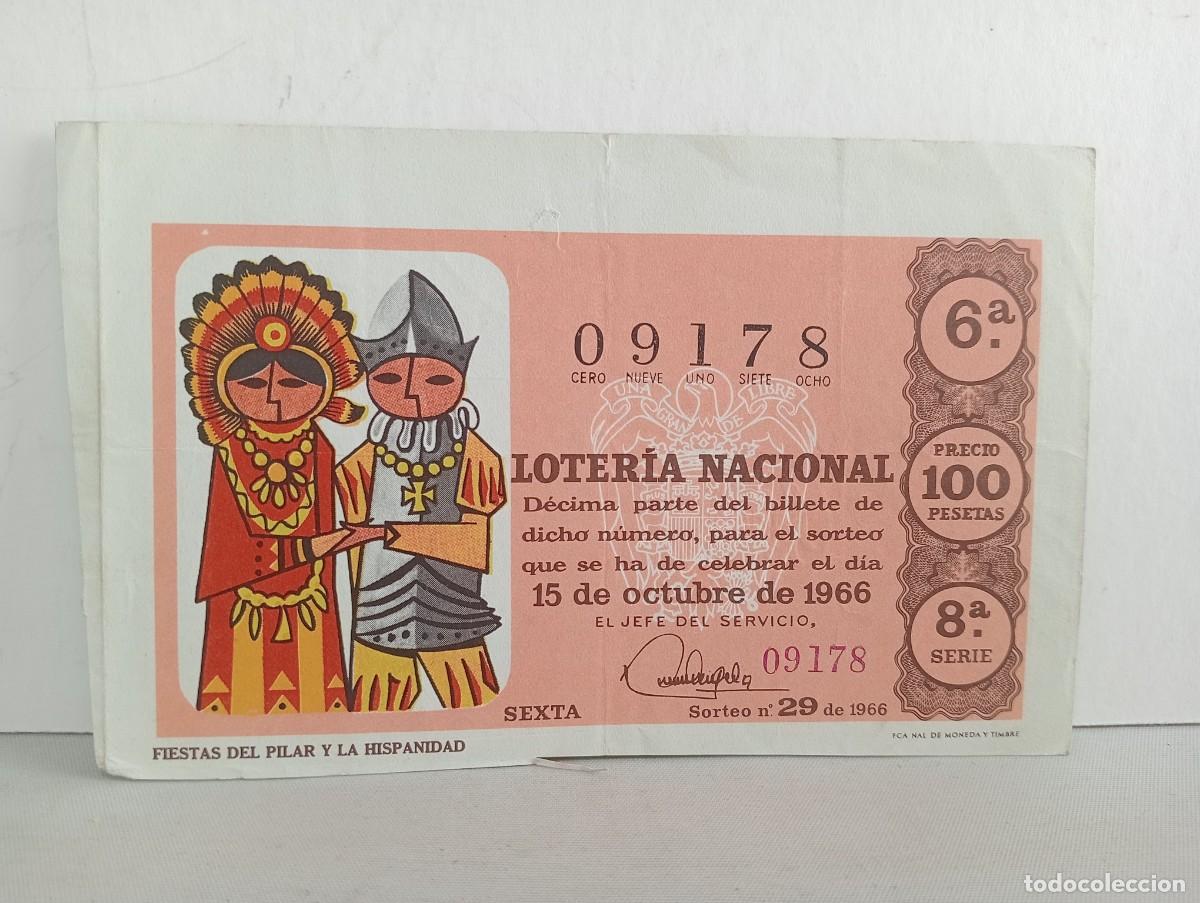 09178
CERO NUEVE UNO SIETE OCHO
UNA GRANDE LIBRE
LOTERÍA NACIONAL
Décima parte del billete de
dicho número, para el sorteo
que se ha de celebrar el día
15 de octubre de 1966
EL JEFE DEL SERVICIO,
09178
SEXTA
Sorteo nº 29 de 1966
6ª.
PRECIO
100
PESETAS
8ª.
SERIE
FCA NAL DE MONEDA Y TIMBRE
FIESTAS DEL PILAR Y LA HISPANIDAD
todocoleccion